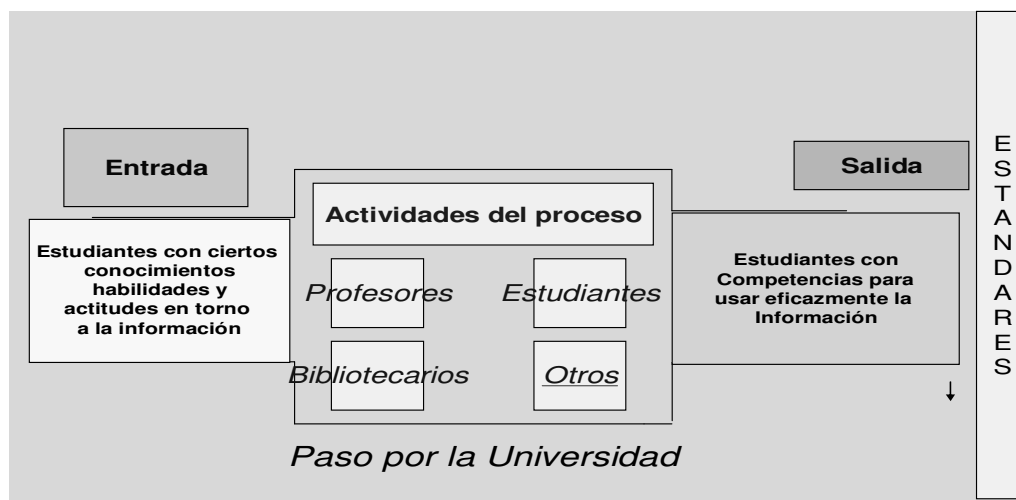 Entrada
Salida
Actividades del proceso
Estudiantes con ciertos
conocimientos
habilidades y
actitudes en torno
a la información
Profesores
Estudiantes
Bibliotecarios
Otros
Estudiantes con
Competencias para
usar eficazmente la
Información
Paso por la Universidad
ESTANDARES